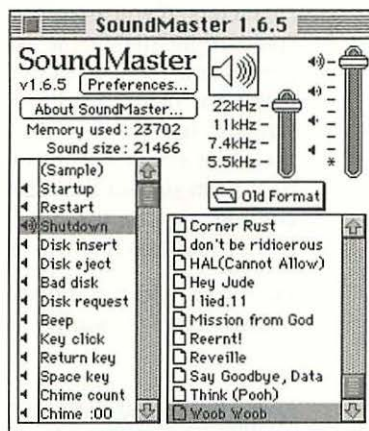 SoundMaster 1.6.5
SoundMaster
v1.6.5 Preferences...
About SoundMaster...
Memory used: 23702
Sound size: 21466
22kHz
11kHz
7.4kHz
5.5kHz
*
Old Format
(Sample)
Startup
Restart
Shutdown
Disk insert
Disk eject
Bad disk
Disk request
Beep
Key click
Return key
Space key
Chime count
Chime :00
Corner Rust
don't be ridicerous
HAL(Cannot Allow)
Hey Jude
I lied.11
Mission from God
Reernt!
Reveille
Say Goodbye, Data
Think (Pooh)
Woob Woob